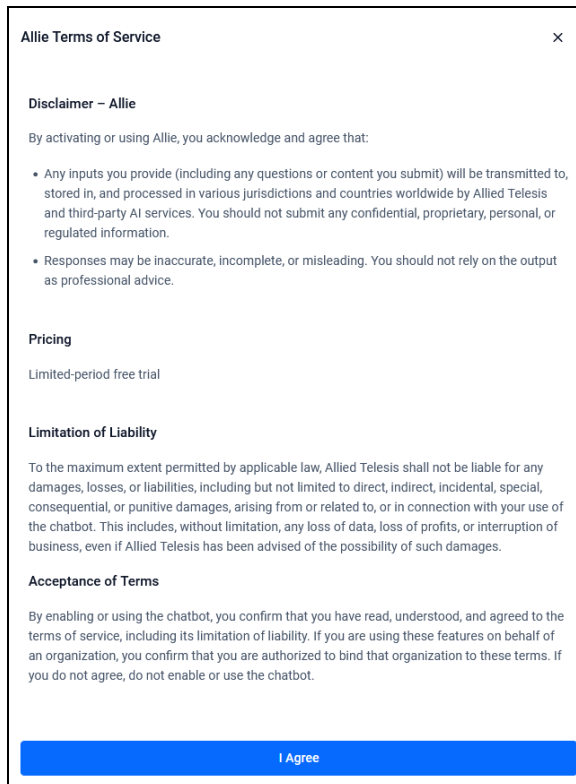 Allie Terms of Service
Disclaimer – Allie
By activating or using Allie, you acknowledge and agree that:
• Any inputs you provide (including any questions or content you submit) will be transmitted to,
stored in, and processed in various jurisdictions and countries worldwide by Allied Telesis
and third-party AI services. You should not submit any confidential, proprietary, personal, or
regulated information.
• Responses may be inaccurate, incomplete, or misleading. You should not rely on the output
as professional advice.
Pricing
Limited-period free trial
Limitation of Liability
To the maximum extent permitted by applicable law, Allied Telesis shall not be liable for any
damages, losses, or liabilities, including but not limited to direct, indirect, incidental, special,
consequential, or punitive damages, arising from or related to, or in connection with your use of
the chatbot. This includes, without limitation, any loss of data, loss of profits, or interruption of
business, even if Allied Telesis has been advised of the possibility of such damages.
Acceptance of Terms
By enabling or using the chatbot, you confirm that you have read, understood, and agreed to the
terms of service, including its limitation of liability. If you are using these features on behalf of
an organization, you confirm that you are authorized to bind that organization to these terms. If
you do not agree, do not enable or use the chatbot.
I Agree